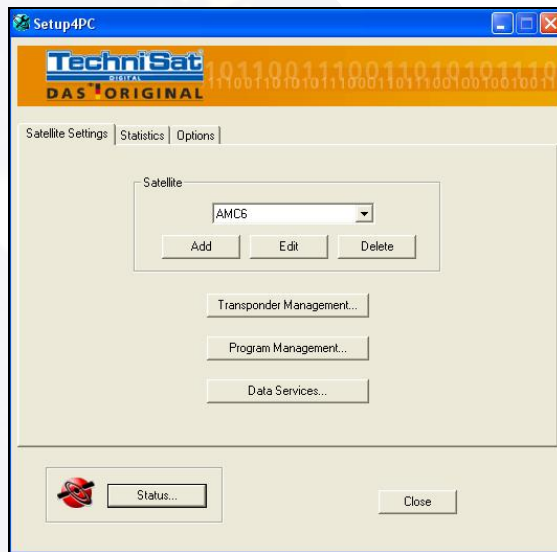 Setup4PC
TechniSat
DIGITAL
DAS ORIGINAL
Satellite Settings Statistics Options
Satellite
AMC6
Add Edit Delete
Transponder Management...
Program Management...
Data Services...
Status...
Close